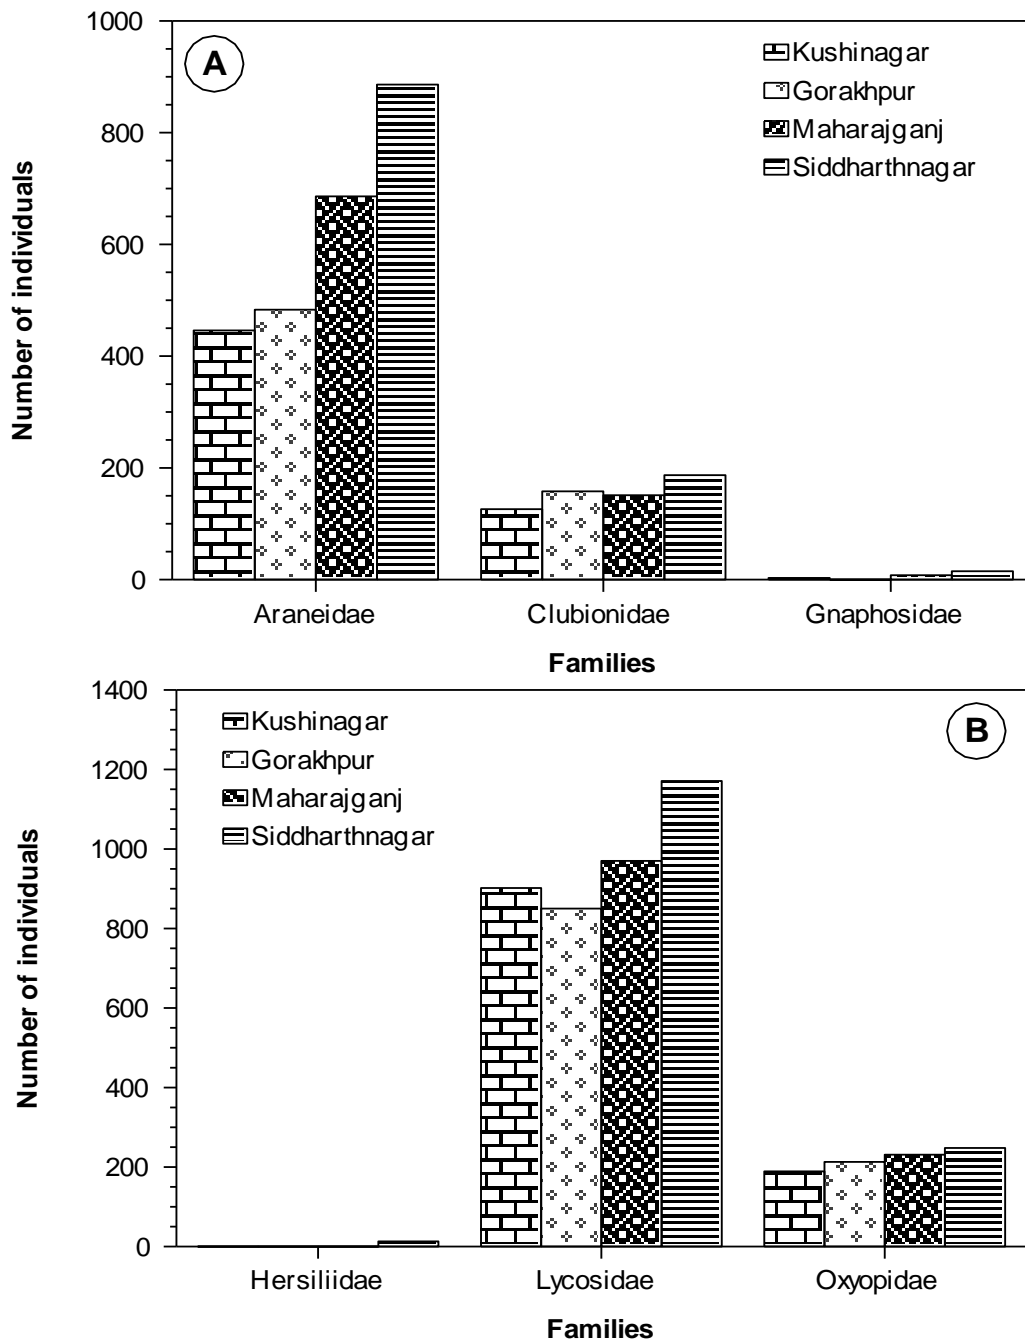 A
Kushinagar
Gorakhpur
Maharajganj
Siddharthnagar
Number of individuals
1000
800
600
400
200
0
Araneidae Clubionidae Gnaphosidae
Families
B
Kushinagar
Gorakhpur
Maharajganj
Siddharthnagar
Number of individuals
1400
1200
1000
800
600
400
200
0
Hersiliidae Lycosidae Oxyopidae
Families